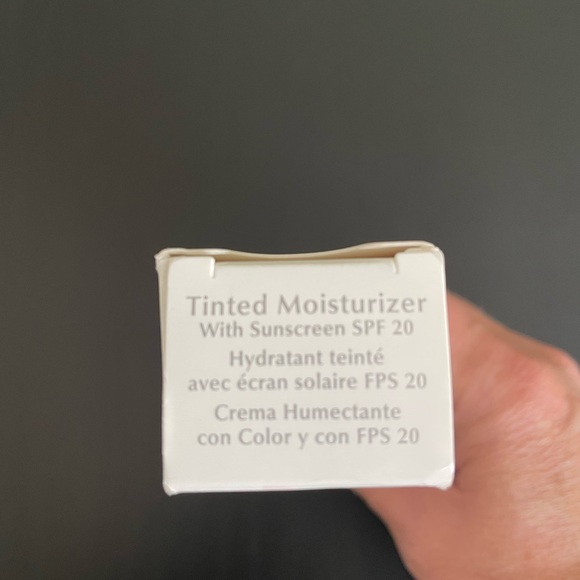 Tinted Moisturizer
With Sunscreen SPF 20
Hydratant teinté
avec écran solaire FPS 20
Crema Humectante
con Color y con FPS 20